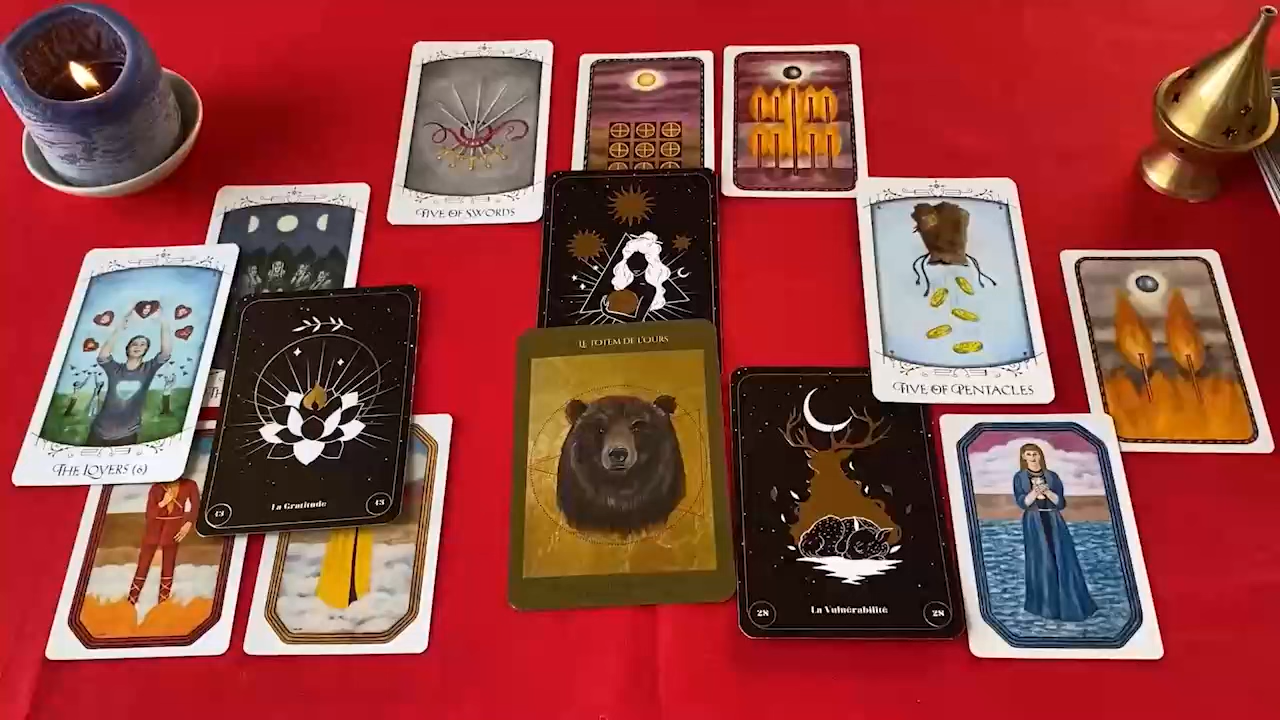 FIVE OF SWORDS
FIVE OF PENTACLES
THE LOVERS (6)
LE TOTEM DE L'OURS
La Gratitude
43
43
La Vulnérabilité
28
28